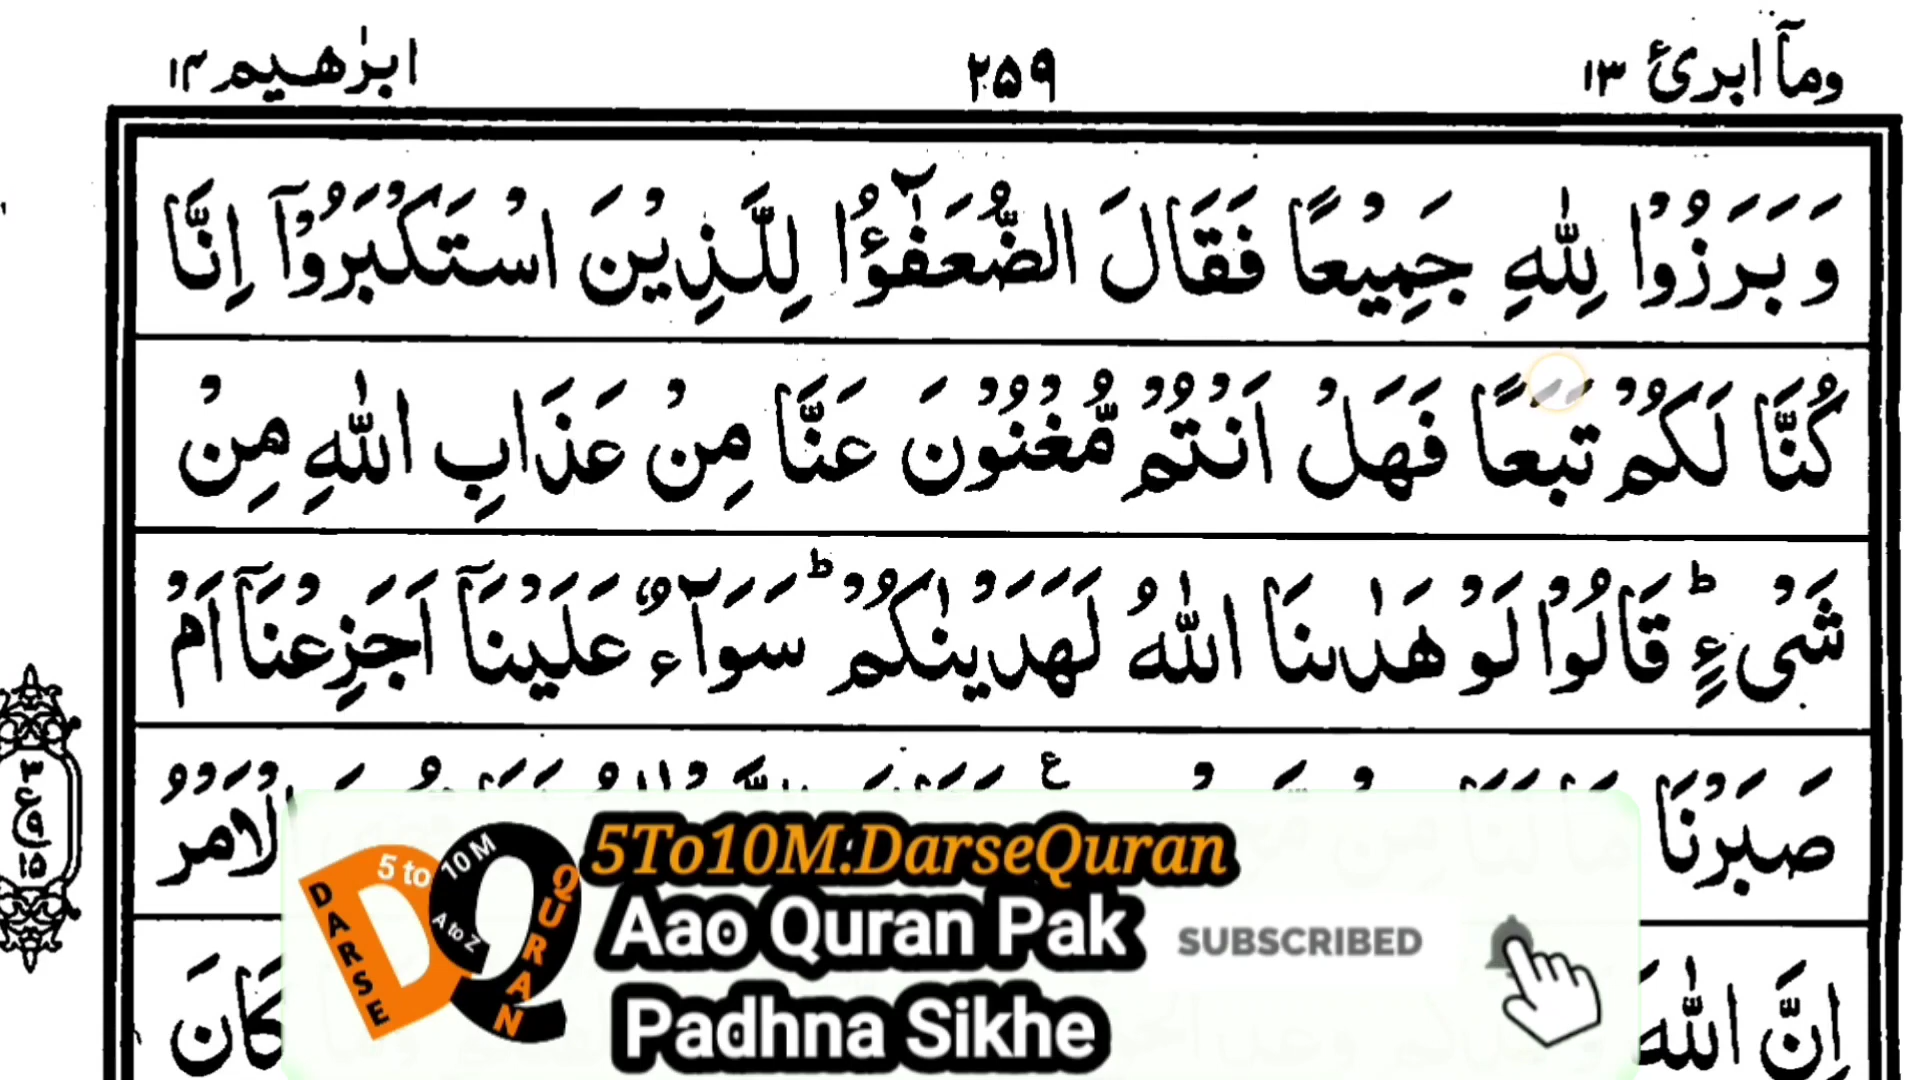 وماۤ ابرئ ١٣
٢٥٩
ابرٰهيم ١٤
وَ بَرَزُوْا لِلّٰهِ جَمِيْعًا فَقَالَ الضُّعَفٰٓؤُا لِلَّذِيْنَ اسْتَكْبَرُوْۤا اِنَّا
كُنَّا لَكُمْ تَبَعًا فَهَلْ اَنْتُمْ مُّغْنُوْنَ عَنَّا مِنْ عَذَابِ اللّٰهِ مِنْ
شَىْءٍ ؕ قَالُوْا لَوْ هَدٰىنَا اللّٰهُ لَهَدَيْنٰكُمْ ؕ سَوَآءٌ عَلَيْنَاۤ اَجَزِعْنَاۤ اَمْ
صَبَرْنَا مَا لَنَا مِنْ الْاَمْرُ
اِنَّ اللّٰهَ كَانَ
DARSE
5 to 10 M
A to Z
QURAN
5To10M.DarseQuran
Aao Quran Pak
Padhna Sikhe
SUBSCRIBED